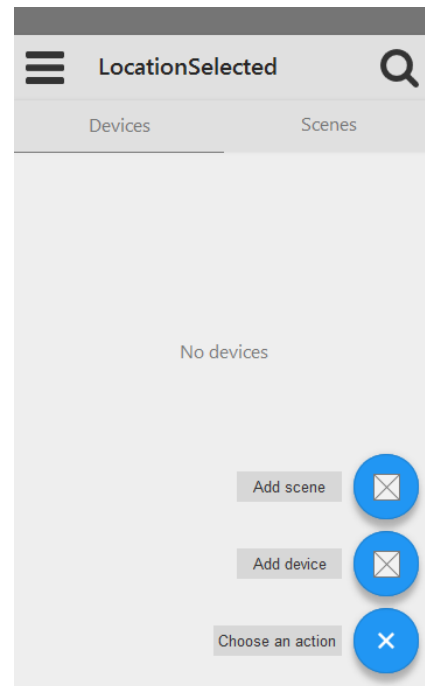 LocationSelected
Devices Scenes
No devices
Add scene
Add device
Choose an action